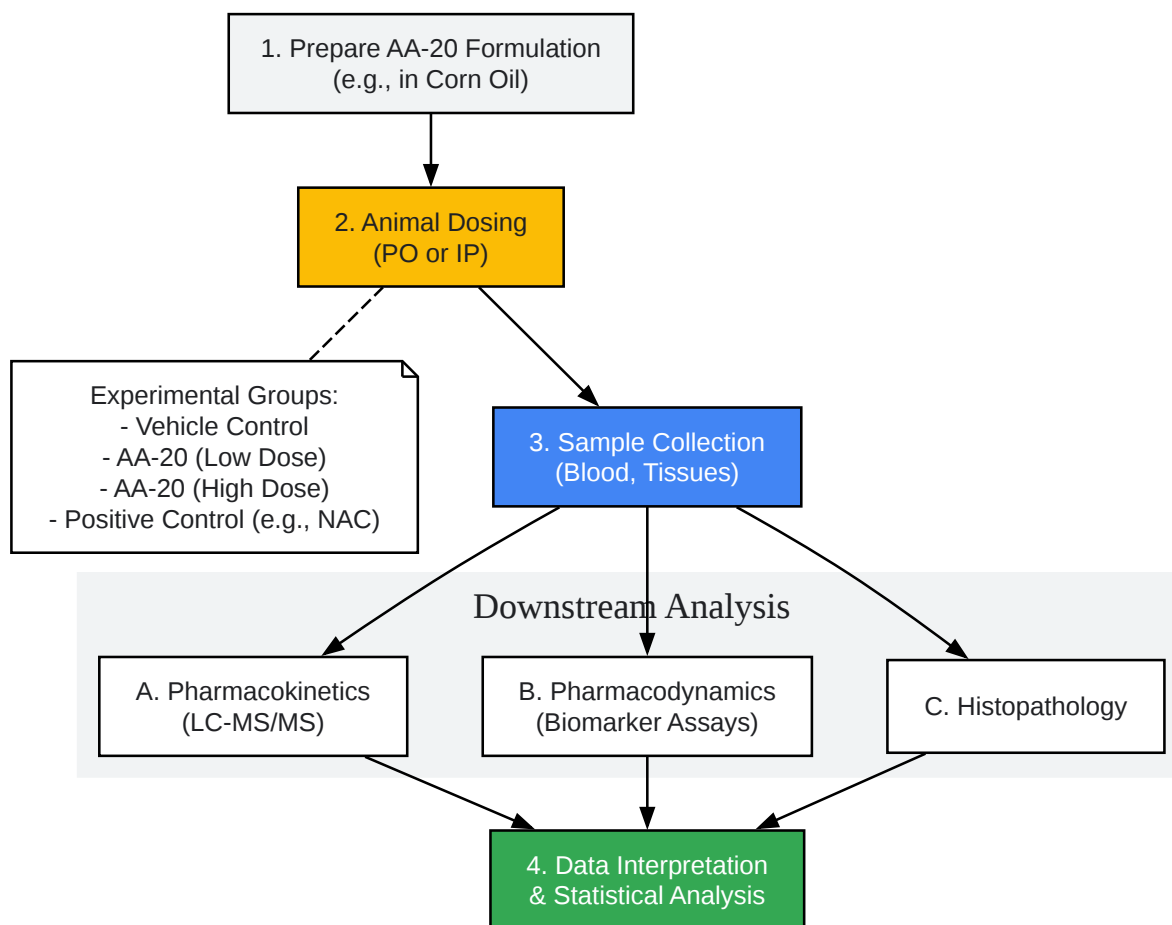 1. Prepare AA-20 Formulation
(e.g., in Corn Oil)
2. Animal Dosing
(PO or IP)
Experimental Groups:
- Vehicle Control
- AA-20 (Low Dose)
- AA-20 (High Dose)
- Positive Control (e.g., NAC)
3. Sample Collection
(Blood, Tissues)
Downstream Analysis
A. Pharmacokinetics
(LC-MS/MS)
B. Pharmacodynamics
(Biomarker Assays)
C. Histopathology
4. Data Interpretation
& Statistical Analysis